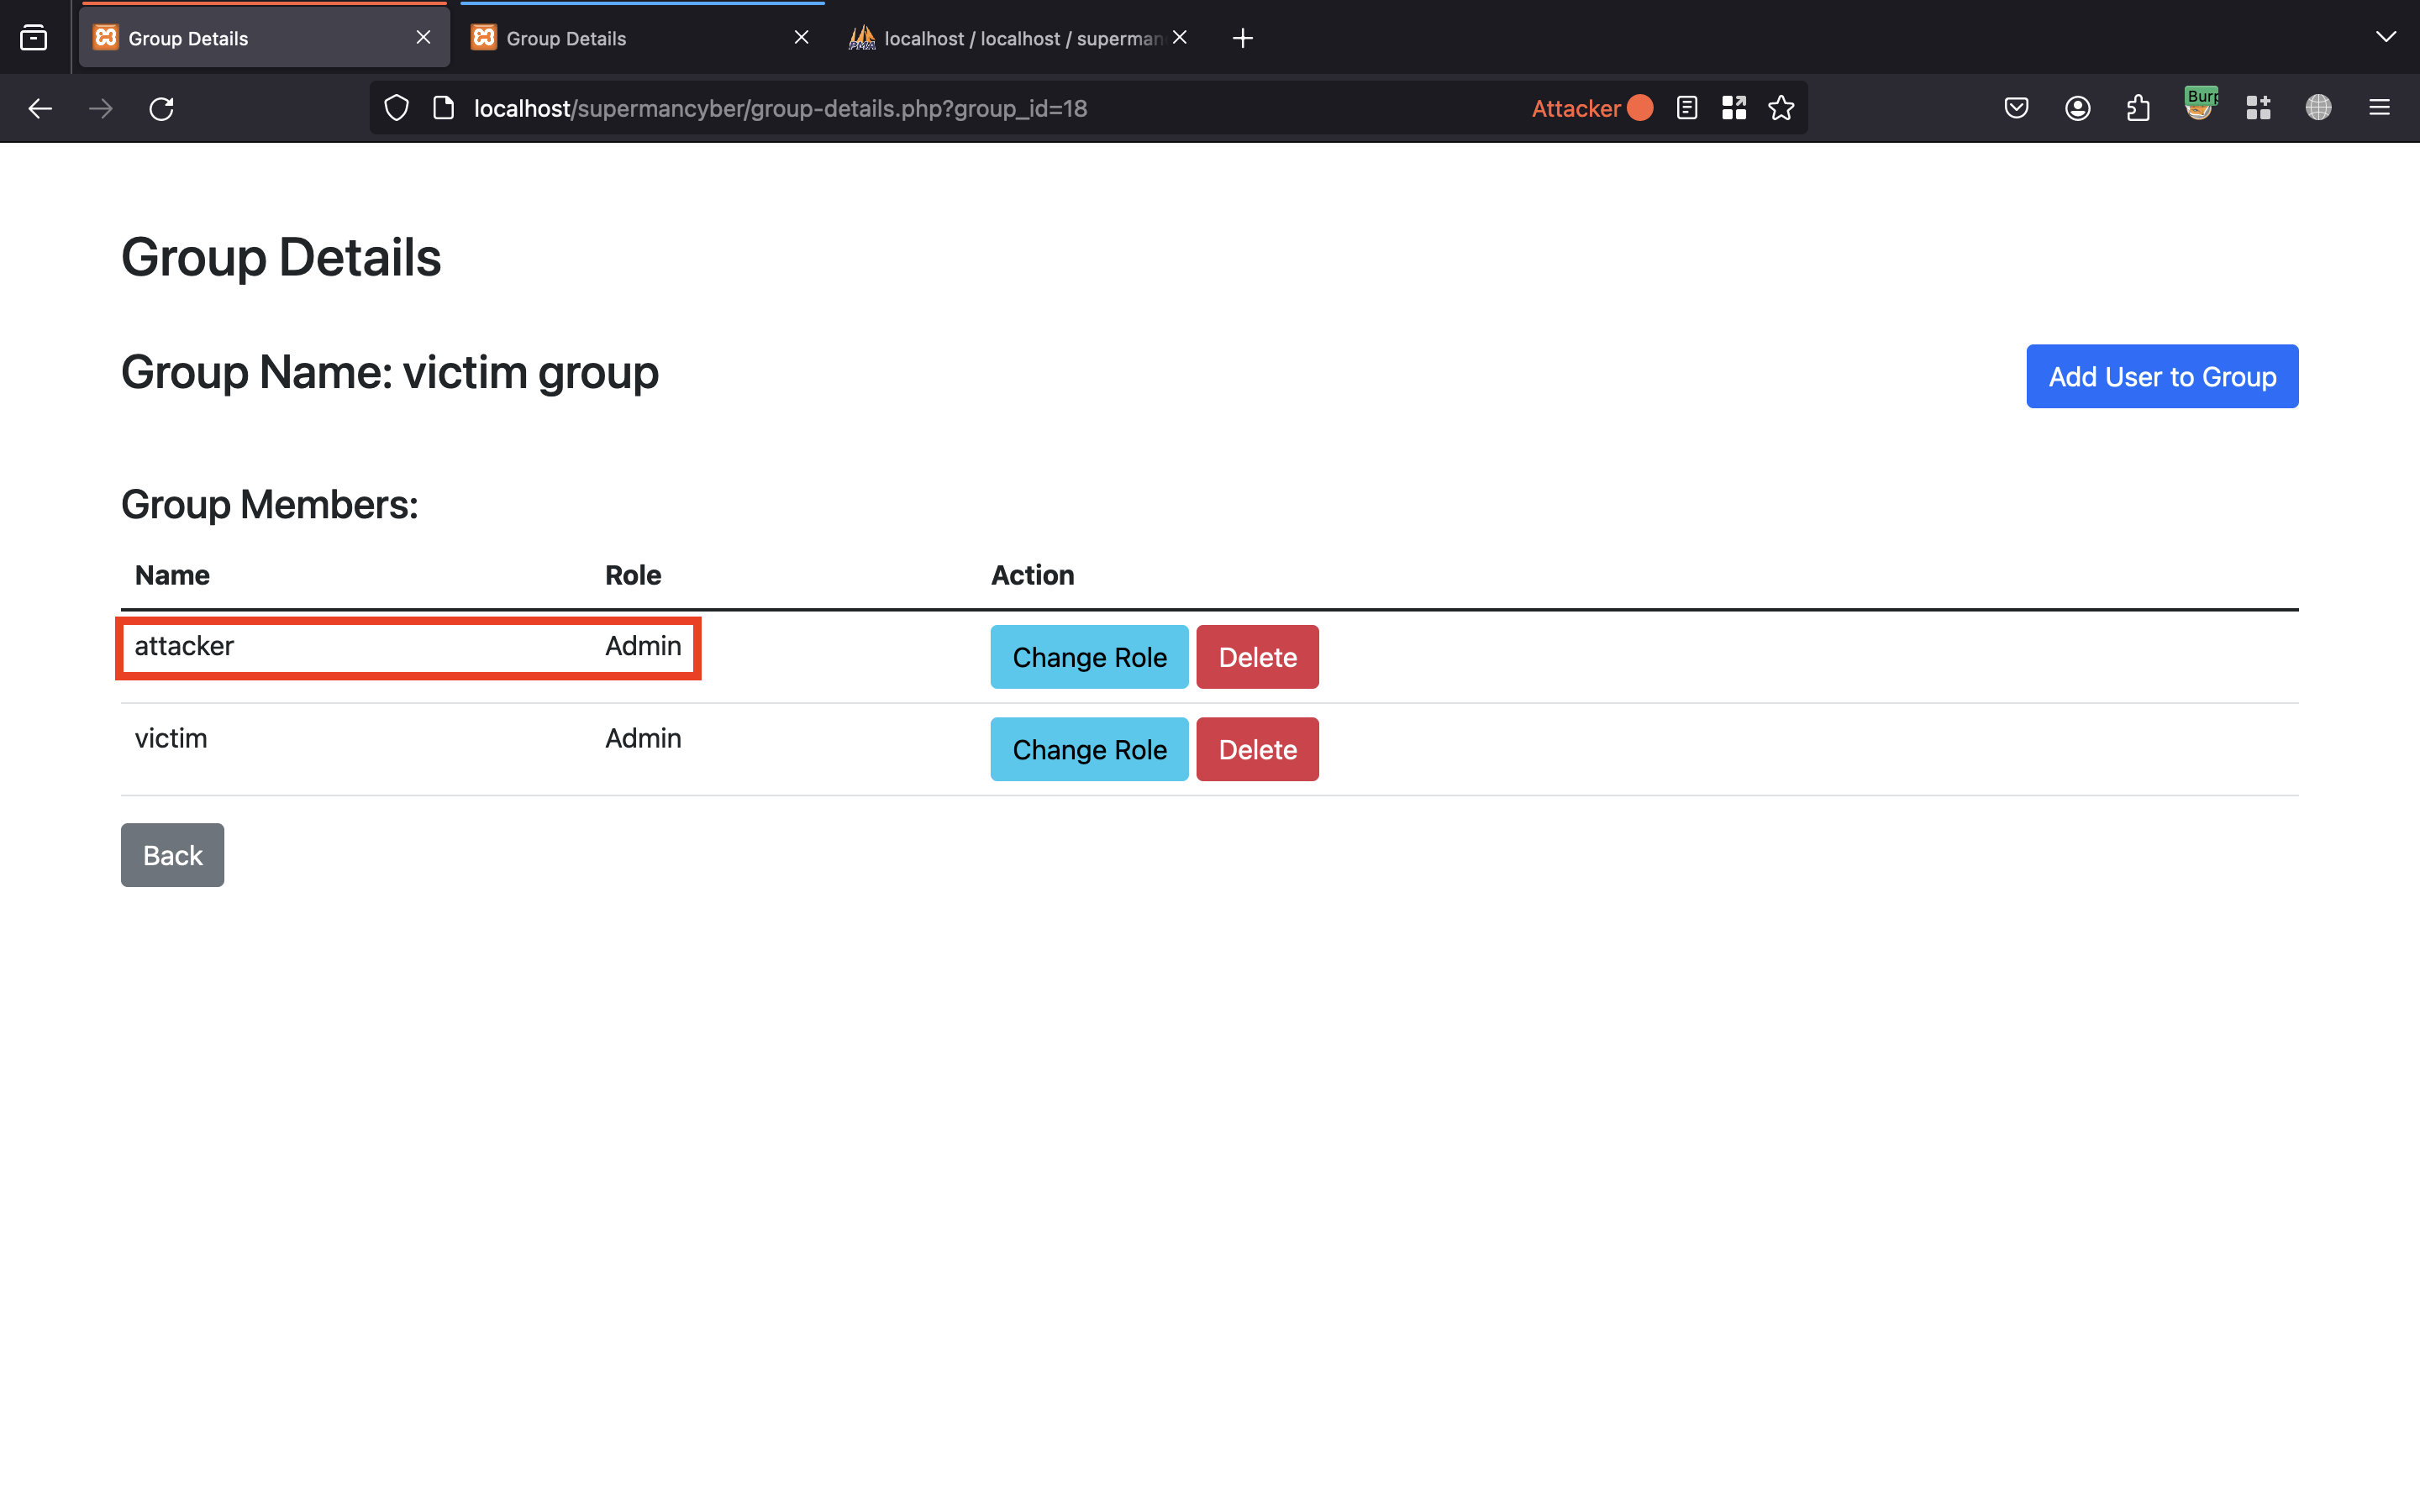 Group Details
Group Details
localhost / localhost / superman
localhost/supermancyber/group-details.php?group_id=18
Attacker
Burp
Group Details
Group Name: victim group
Add User to Group
Group Members:
Name Role Action
attacker Admin Change Role Delete
victim Admin Change Role Delete
Back